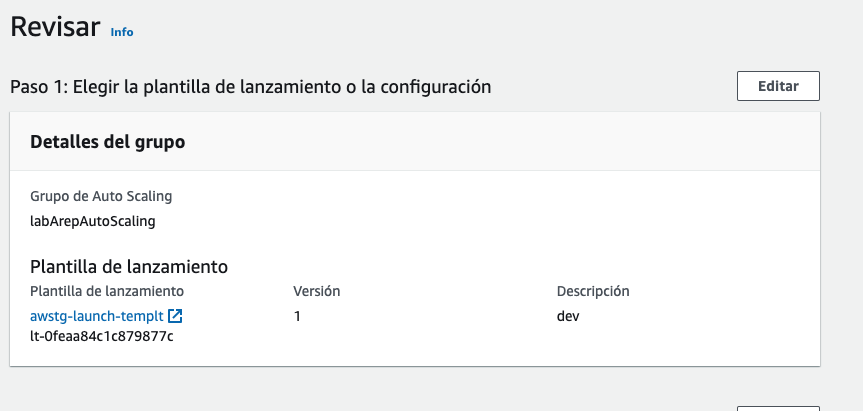 Revisar Info
Paso 1: Elegir la plantilla de lanzamiento o la configuración
Editar
Detalles del grupo
Grupo de Auto Scaling
labArepAutoScaling
Plantilla de lanzamiento
Plantilla de lanzamiento Versión Descripción
awstg-launch-templt 1 dev
lt-0feaa84c1c879877c